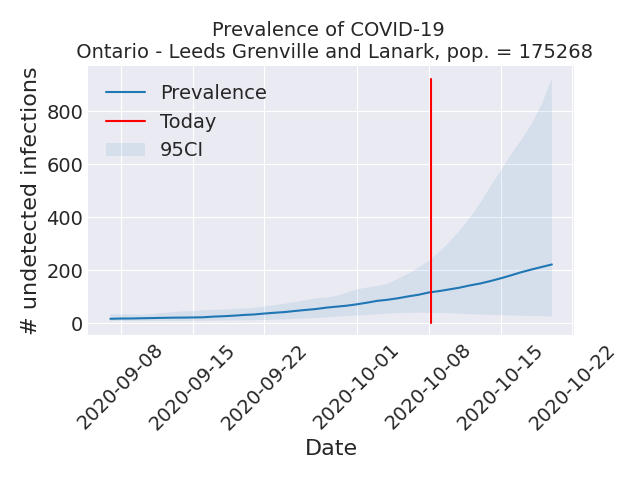 Prevalence of COVID-19
Ontario - Leeds Grenville and Lanark, pop. = 175268
# undetected infections
800
600
400
200
0
Prevalence
Today
95CI
2020-09-08
2020-09-15
2020-09-22
2020-10-01
2020-10-08
2020-10-15
2020-10-22
Date